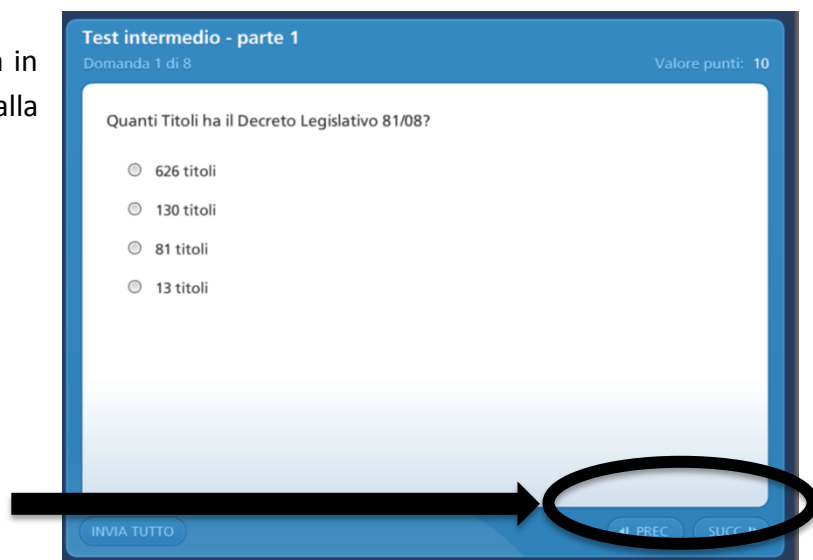 in
alla
Test intermedio - parte 1
Domanda 1 di 8 Valore punti: 10
Quanti Titoli ha il Decreto Legislativo 81/08?
626 titoli
130 titoli
81 titoli
13 titoli
INVIA TUTTO PREC SUCC